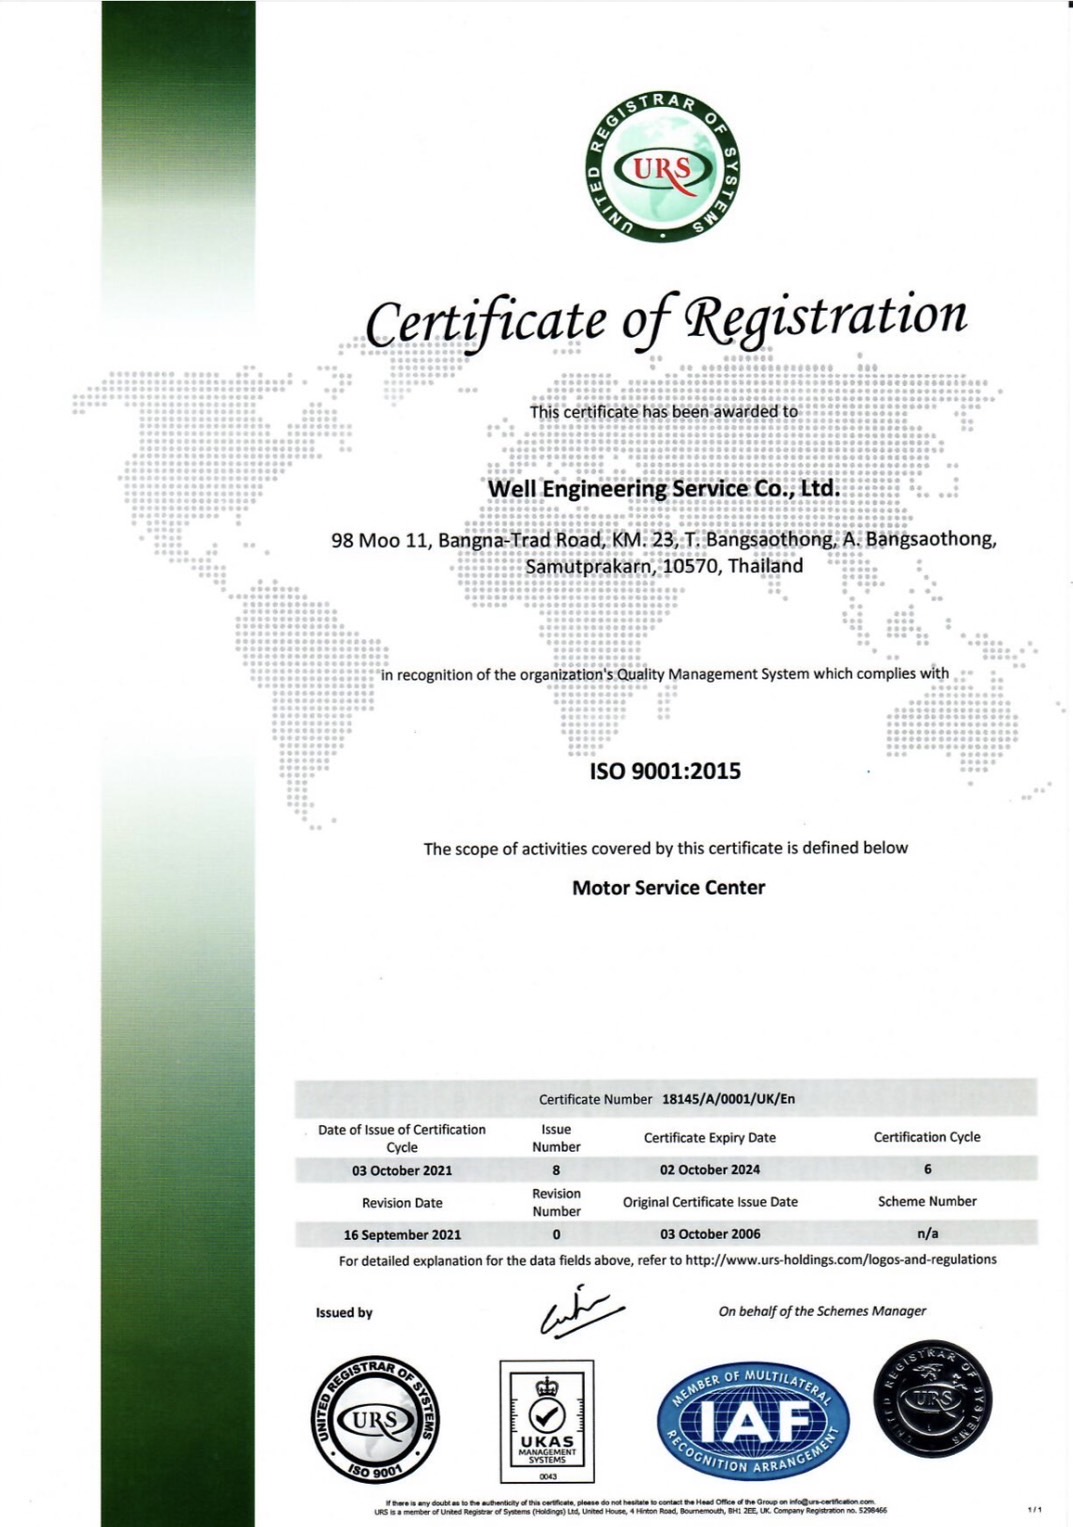 UNITED REGISTRAR OF SYSTEMS
URS
Certificate of Registration
This certificate has been awarded to
Well Engineering Service Co., Ltd.
98 Moo 11, Bangna-Trad Road, KM. 23, T. Bangsaothong, A. Bangsaothong,
Samutprakarn, 10570, Thailand
in recognition of the organization's Quality Management System which complies with
ISO 9001:2015
The scope of activities covered by this certificate is defined below
Motor Service Center
Certificate Number 18145/A/0001/UK/En
Date of Issue of Certification
Cycle
Issue
Number
Certificate Expiry Date
Certification Cycle
03 October 2021
8
02 October 2024
6
Revision Date
Revision
Number
Original Certificate Issue Date
Scheme Number
16 September 2021
0
03 October 2006
n/a
For detailed explanation for the data fields above, refer to http://www.urs-holdings.com/logos-and-regulations
Issued by
On behalf of the Schemes Manager
UNITED REGISTRAR OF SYSTEMS
URS
ISO 9001
UKAS
MANAGEMENT
SYSTEMS
0043
MEMBER OF MULTILATERAL
IAF
RECOGNITION ARRANGEMENT
UNITED REGISTRAR OF SYSTEMS
URS
If there is any doubt as to the authenticity of this certificate, please do not hesitate to contact the Head Office of the Group on info@urs-certification.com.
URS is a member of United Registrar of Systems (Holdings) Ltd, United House, 4 Hinton Road, Bournemouth, BH1 2EE, UK. Company Registration no. 5298466
1 / 1